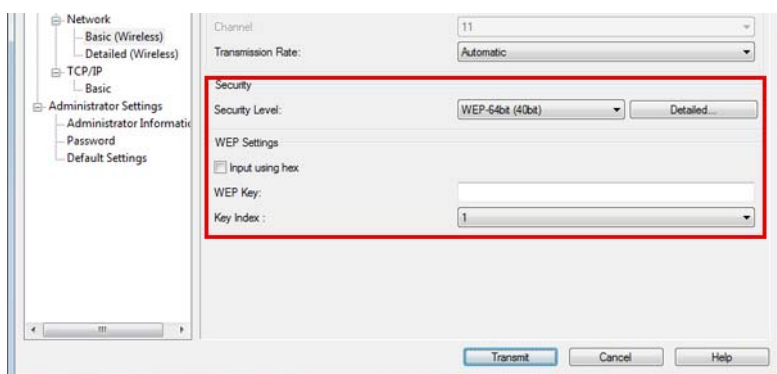 Network
Basic (Wireless)
Detailed (Wireless)
TCP/IP
Basic
Administrator Settings
Administrator Informatic
Password
Default Settings
Channel: 11
Transmission Rate: Automatic
Security
Security Level: WEP-64bit (40bit) Detailed...
WEP Settings
Input using hex
WEP Key:
Key Index : 1
Transmit Cancel Help